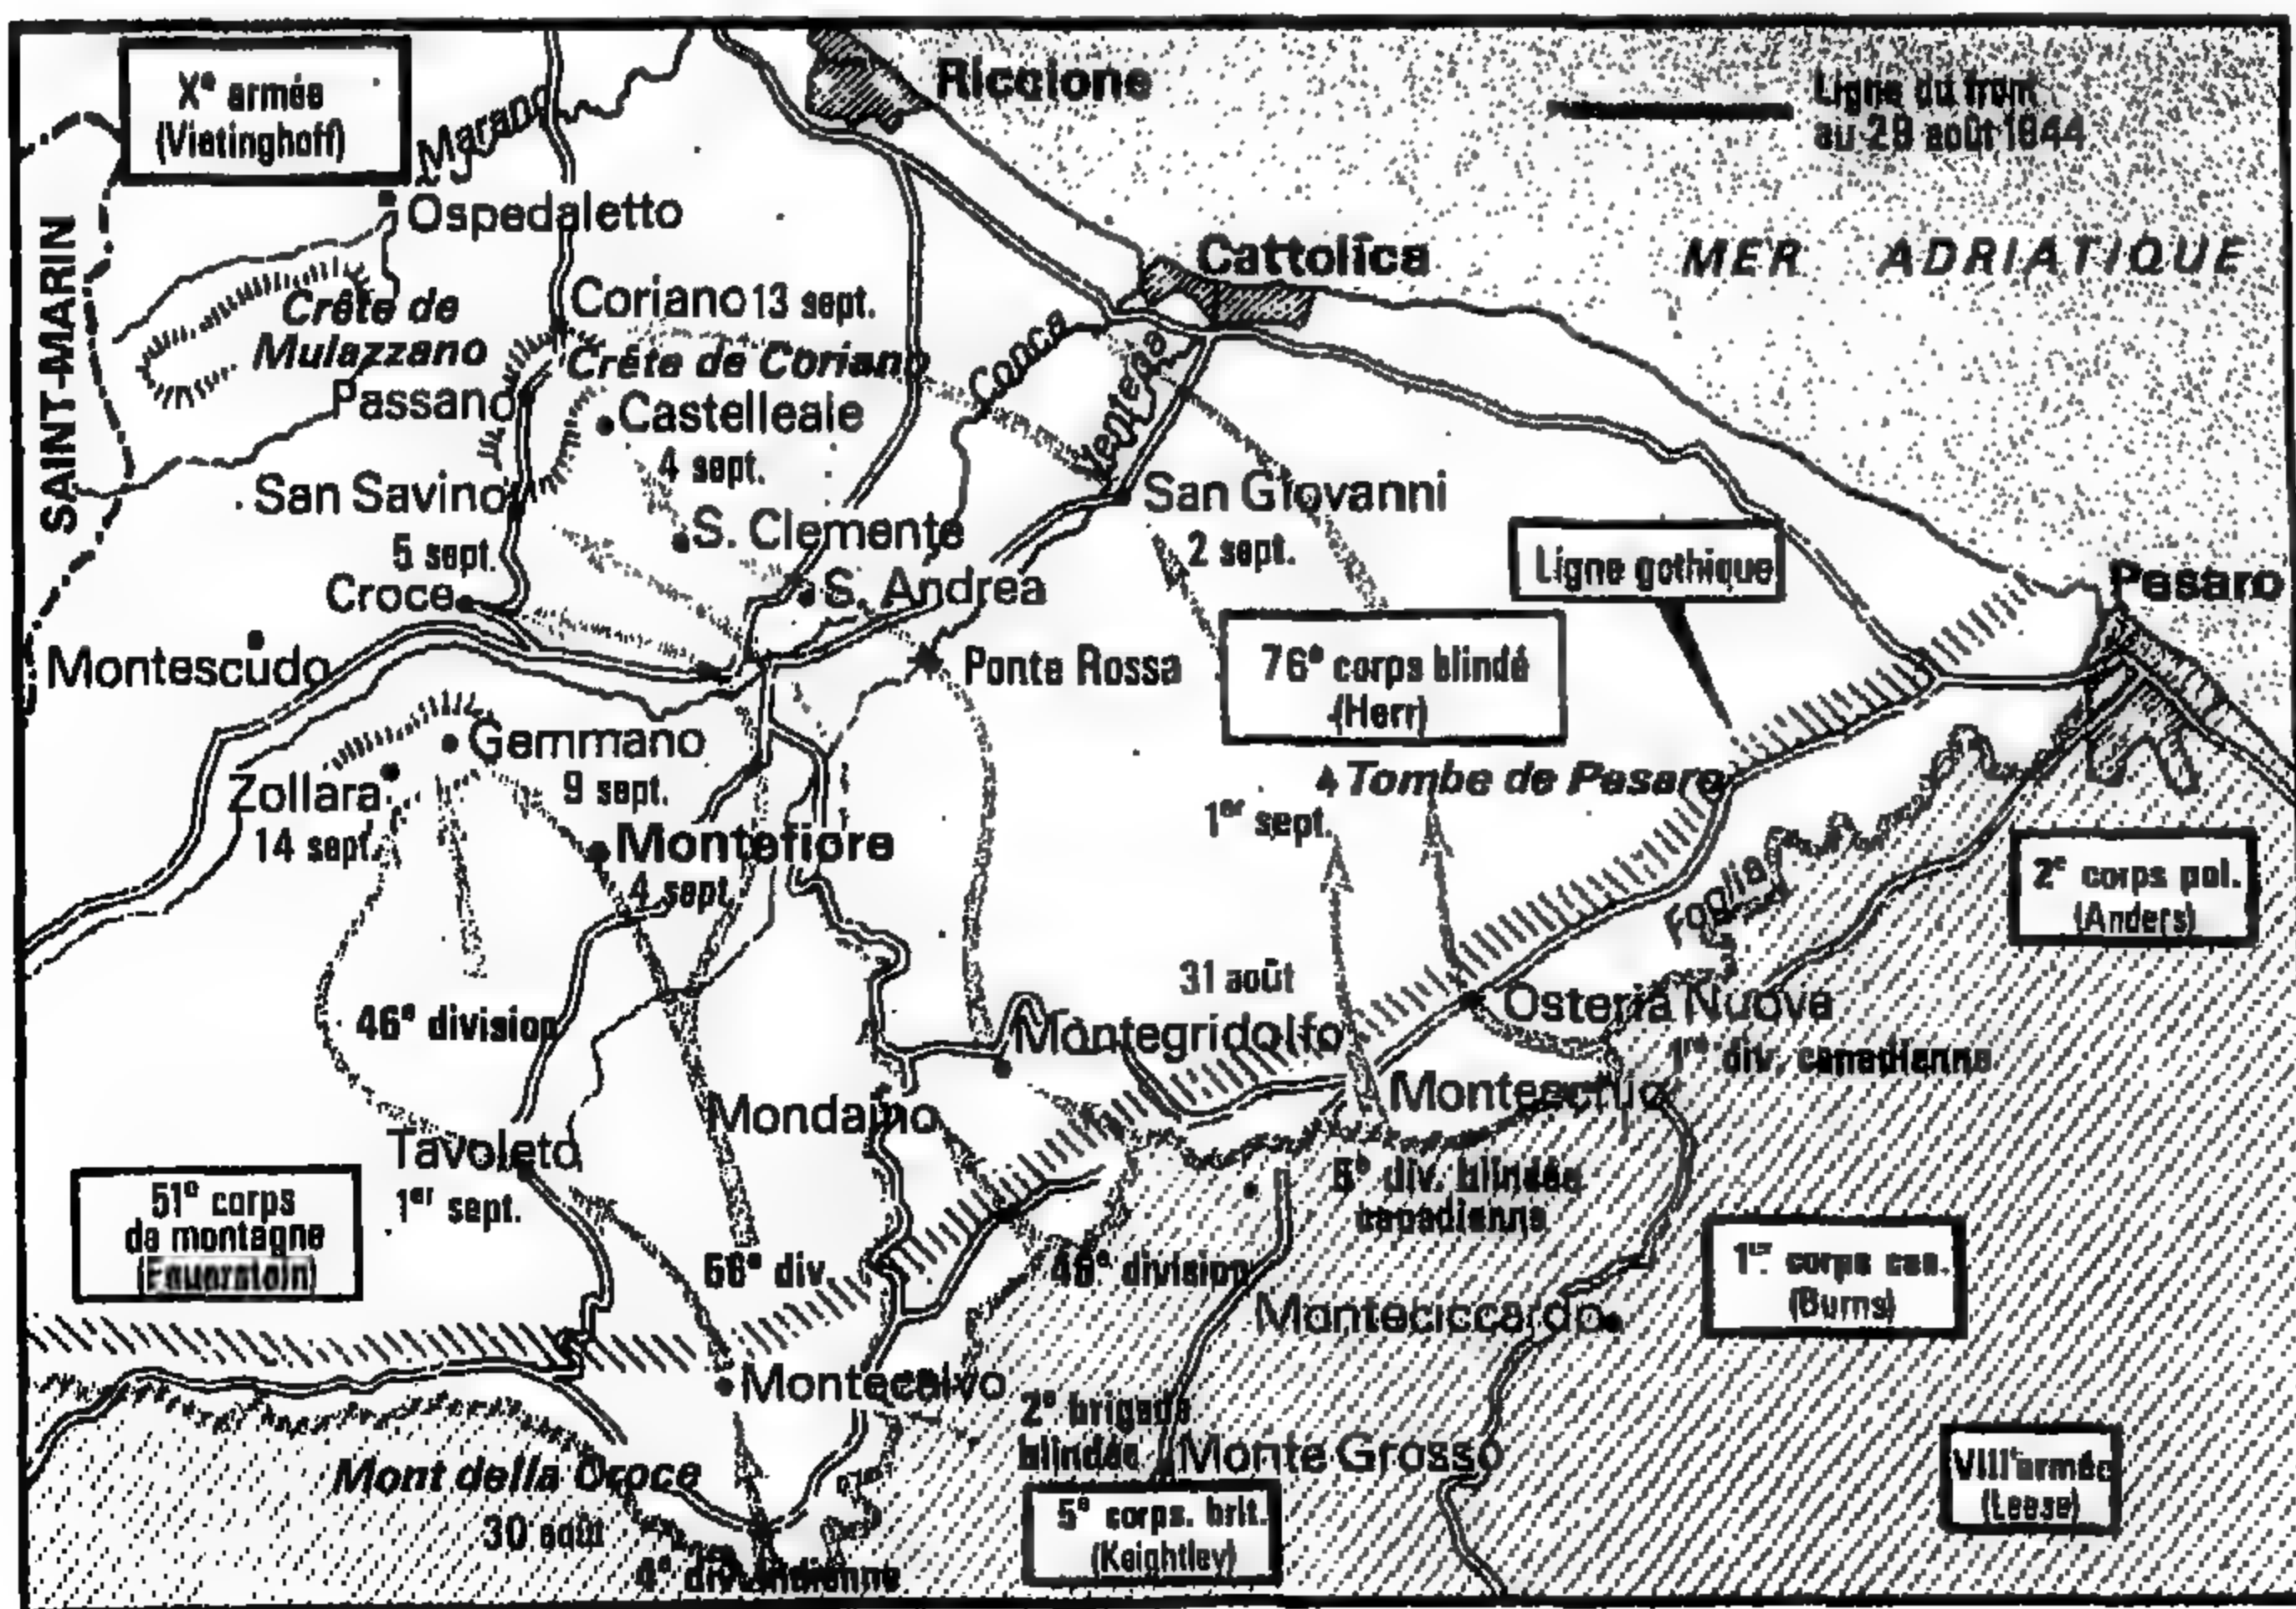 Xe armée
(Vietinghoff)
Marano
Riccione
Ligne du front
au 29 août 1944
Ospedaletto
MER ADRIATIQUE
SAINT-MARIN
Cattolica
Crête de
Mulazzano
Coriano 13 sept.
Crête de Coriano
Conca
Ventena
Passano
Castelleale
4 sept.
San Savino
5 sept.
S. Clemente
San Giovanni
2 sept.
Ligne gothique
Pesaro
Croce
S. Andrea
Montescudo
Ponte Rossa
76e corps blindé
(Herr)
Gemmano
9 sept.
Zollara
14 sept.
Tombe de Pesaro
1er sept.
Montefiore
4 sept.
Foglia
2e corps pol.
(Anders)
46e division
31 août
Montegridolfo
Osteria Nuova
1re div. canadienne
Mondaino
Montecchio
Tavoleto
1er sept.
5e div. blindée
canadienne
51e corps
de montagne
(Feuerstein)
56e div.
46e division
1er corps can.
(Burns)
Monteciccardo
Montecalvo
2e brigade
blindée
Monte Grosso
Mont della Croce
30 août
4e div. indienne
5e corps. brit.
(Keightley)
VIIIe armée
(Leese)